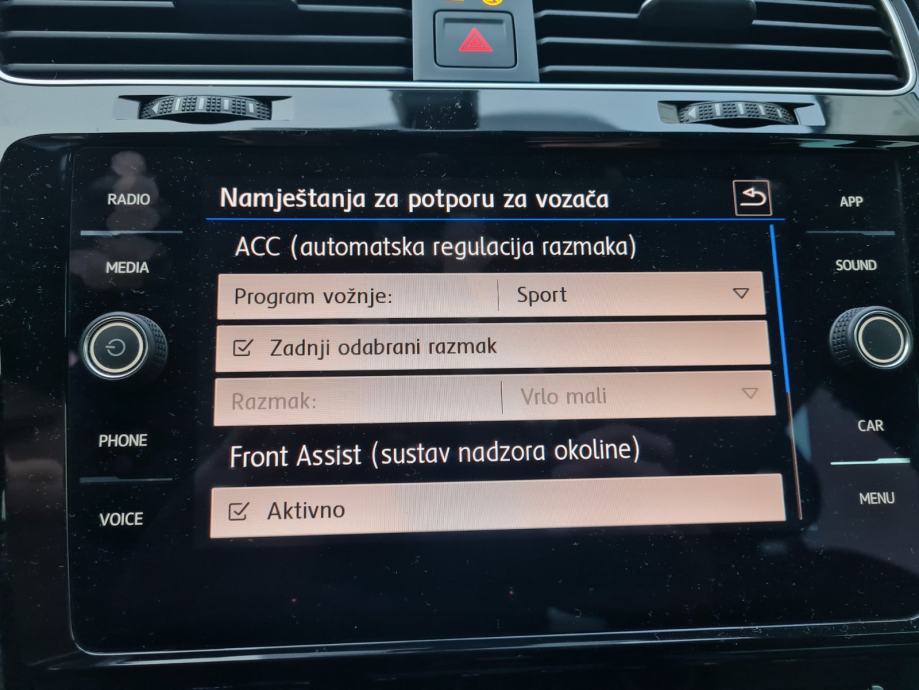 RADIO
MEDIA
PHONE
VOICE
Namještanja za potporu za vozača
ACC (automatska regulacija razmaka)
Program vožnje: Sport
Zadnji odabrani razmak
Razmak: Vrlo mali
Front Assist (sustav nadzora okoline)
Aktivno
APP
SOUND
CAR
MENU